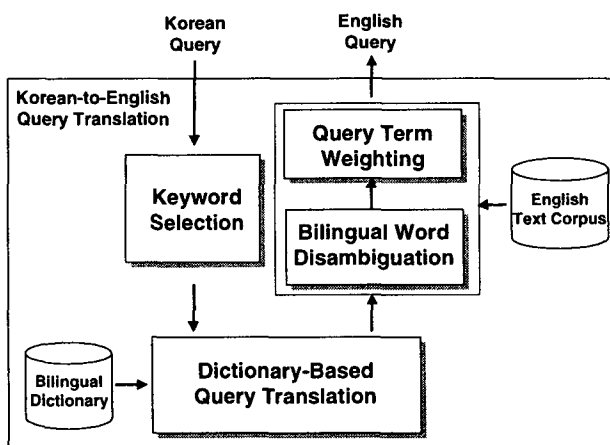 Korean
Query
English
Query
Korean-to-English
Query Translation
Keyword
Selection
Query Term
Weighting
Bilingual Word
Disambiguation
English
Text Corpus
Bilingual
Dictionary
Dictionary-Based
Query Translation